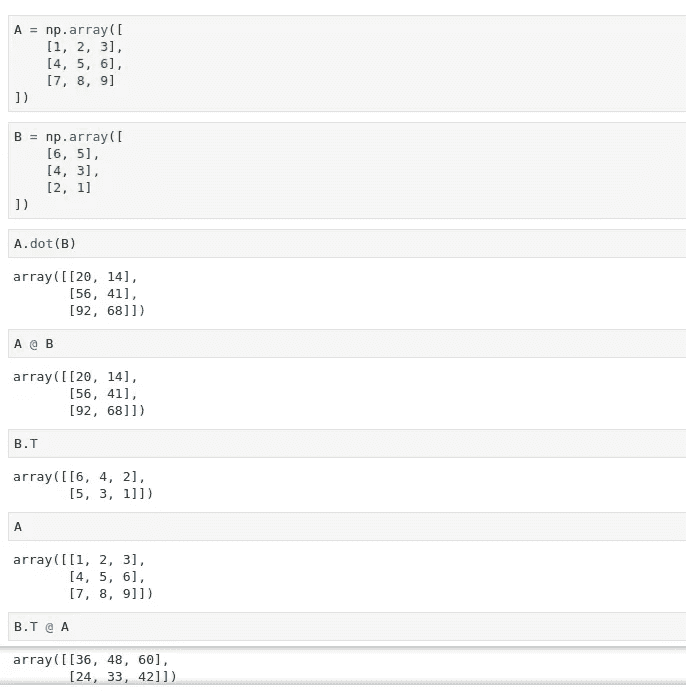 A = np.array([
    [1, 2, 3],
    [4, 5, 6],
    [7, 8, 9]
])
B = np.array([
    [6, 5],
    [4, 3],
    [2, 1]
])
A.dot(B)
array([[20, 14],
       [56, 41],
       [92, 68]])
A @ B
array([[20, 14],
       [56, 41],
       [92, 68]])
B.T
array([[6, 4, 2],
       [5, 3, 1]])
A
array([[1, 2, 3],
       [4, 5, 6],
       [7, 8, 9]])
B.T @ A
array([[36, 48, 60],
       [24, 33, 42]])